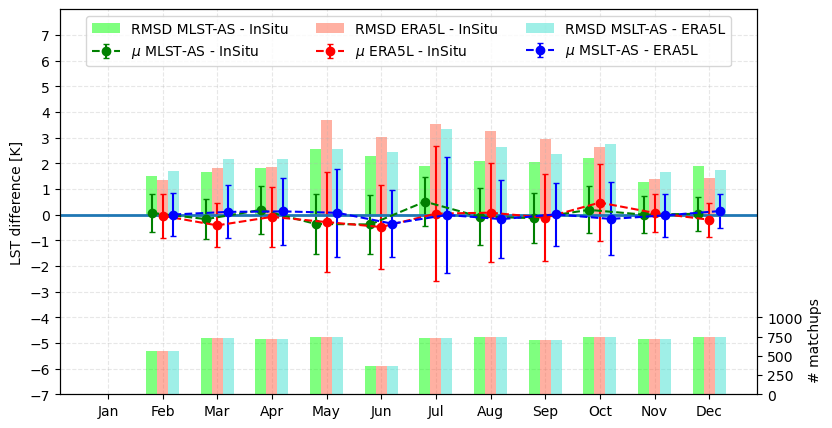 RMSD MLST-AS - InSitu
RMSD ERA5L - InSitu
RMSD MSLT-AS - ERA5L
μ MLST-AS - InSitu
μ ERA5L - InSitu
μ MSLT-AS - ERA5L
LST difference [K]
7
6
5
4
3
2
1
0
−1
−2
−3
−4
−5
−6
−7
1000
750
500
250
0
# matchups
Jan
Feb
Mar
Apr
May
Jun
Jul
Aug
Sep
Oct
Nov
Dec